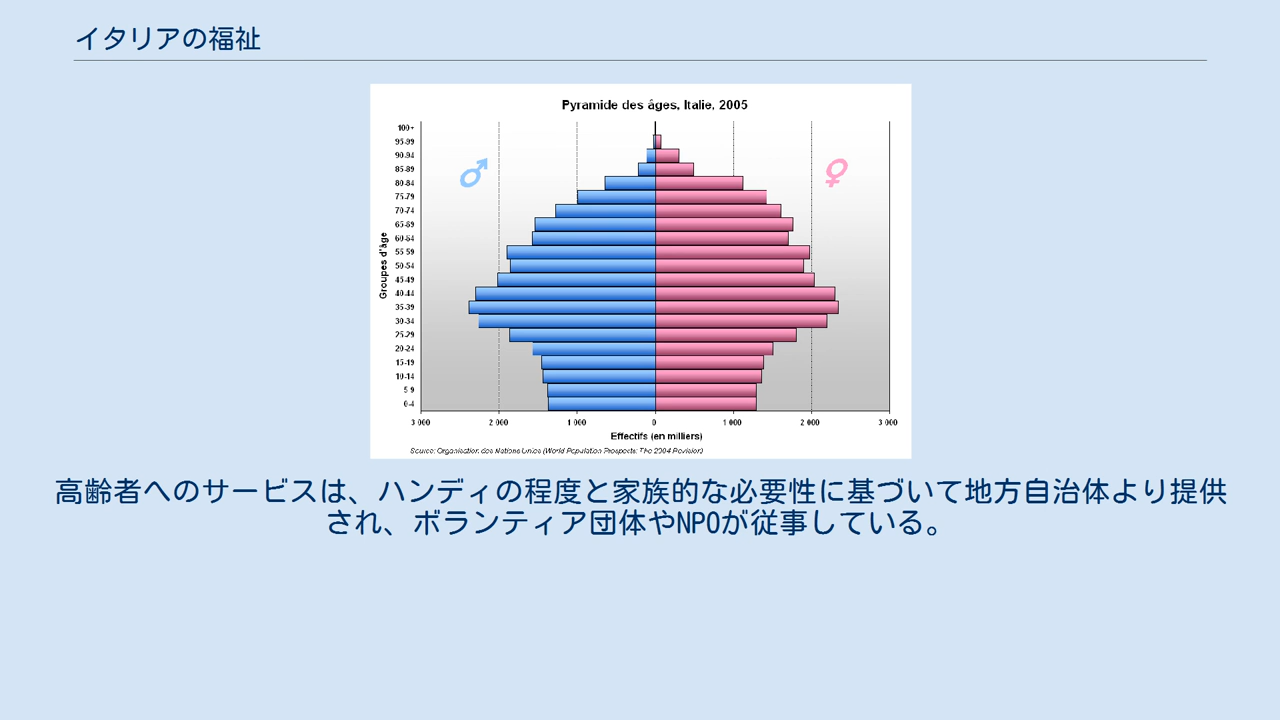 イタリアの福祉
Pyramide des âges, Italie, 2005
100+
95-99
90-94
85-89
80-84
75-79
70-74
65-69
60-64
55-59
50-54
45-49
40-44
35-39
30-34
25-29
20-24
15-19
10-14
5-9
0-4
Groupes d'âge
3 000 2 000 1 000 0 1 000 2 000 3 000
Effectifs (en milliers)
Source: Organisation des Nations Unies (World Population Prospects: The 2004 Revision)
高齢者へのサービスは、ハンディの程度と家族的な必要性に基づいて地方自治体より提供
され、ボランティア団体やNPOが従事している。